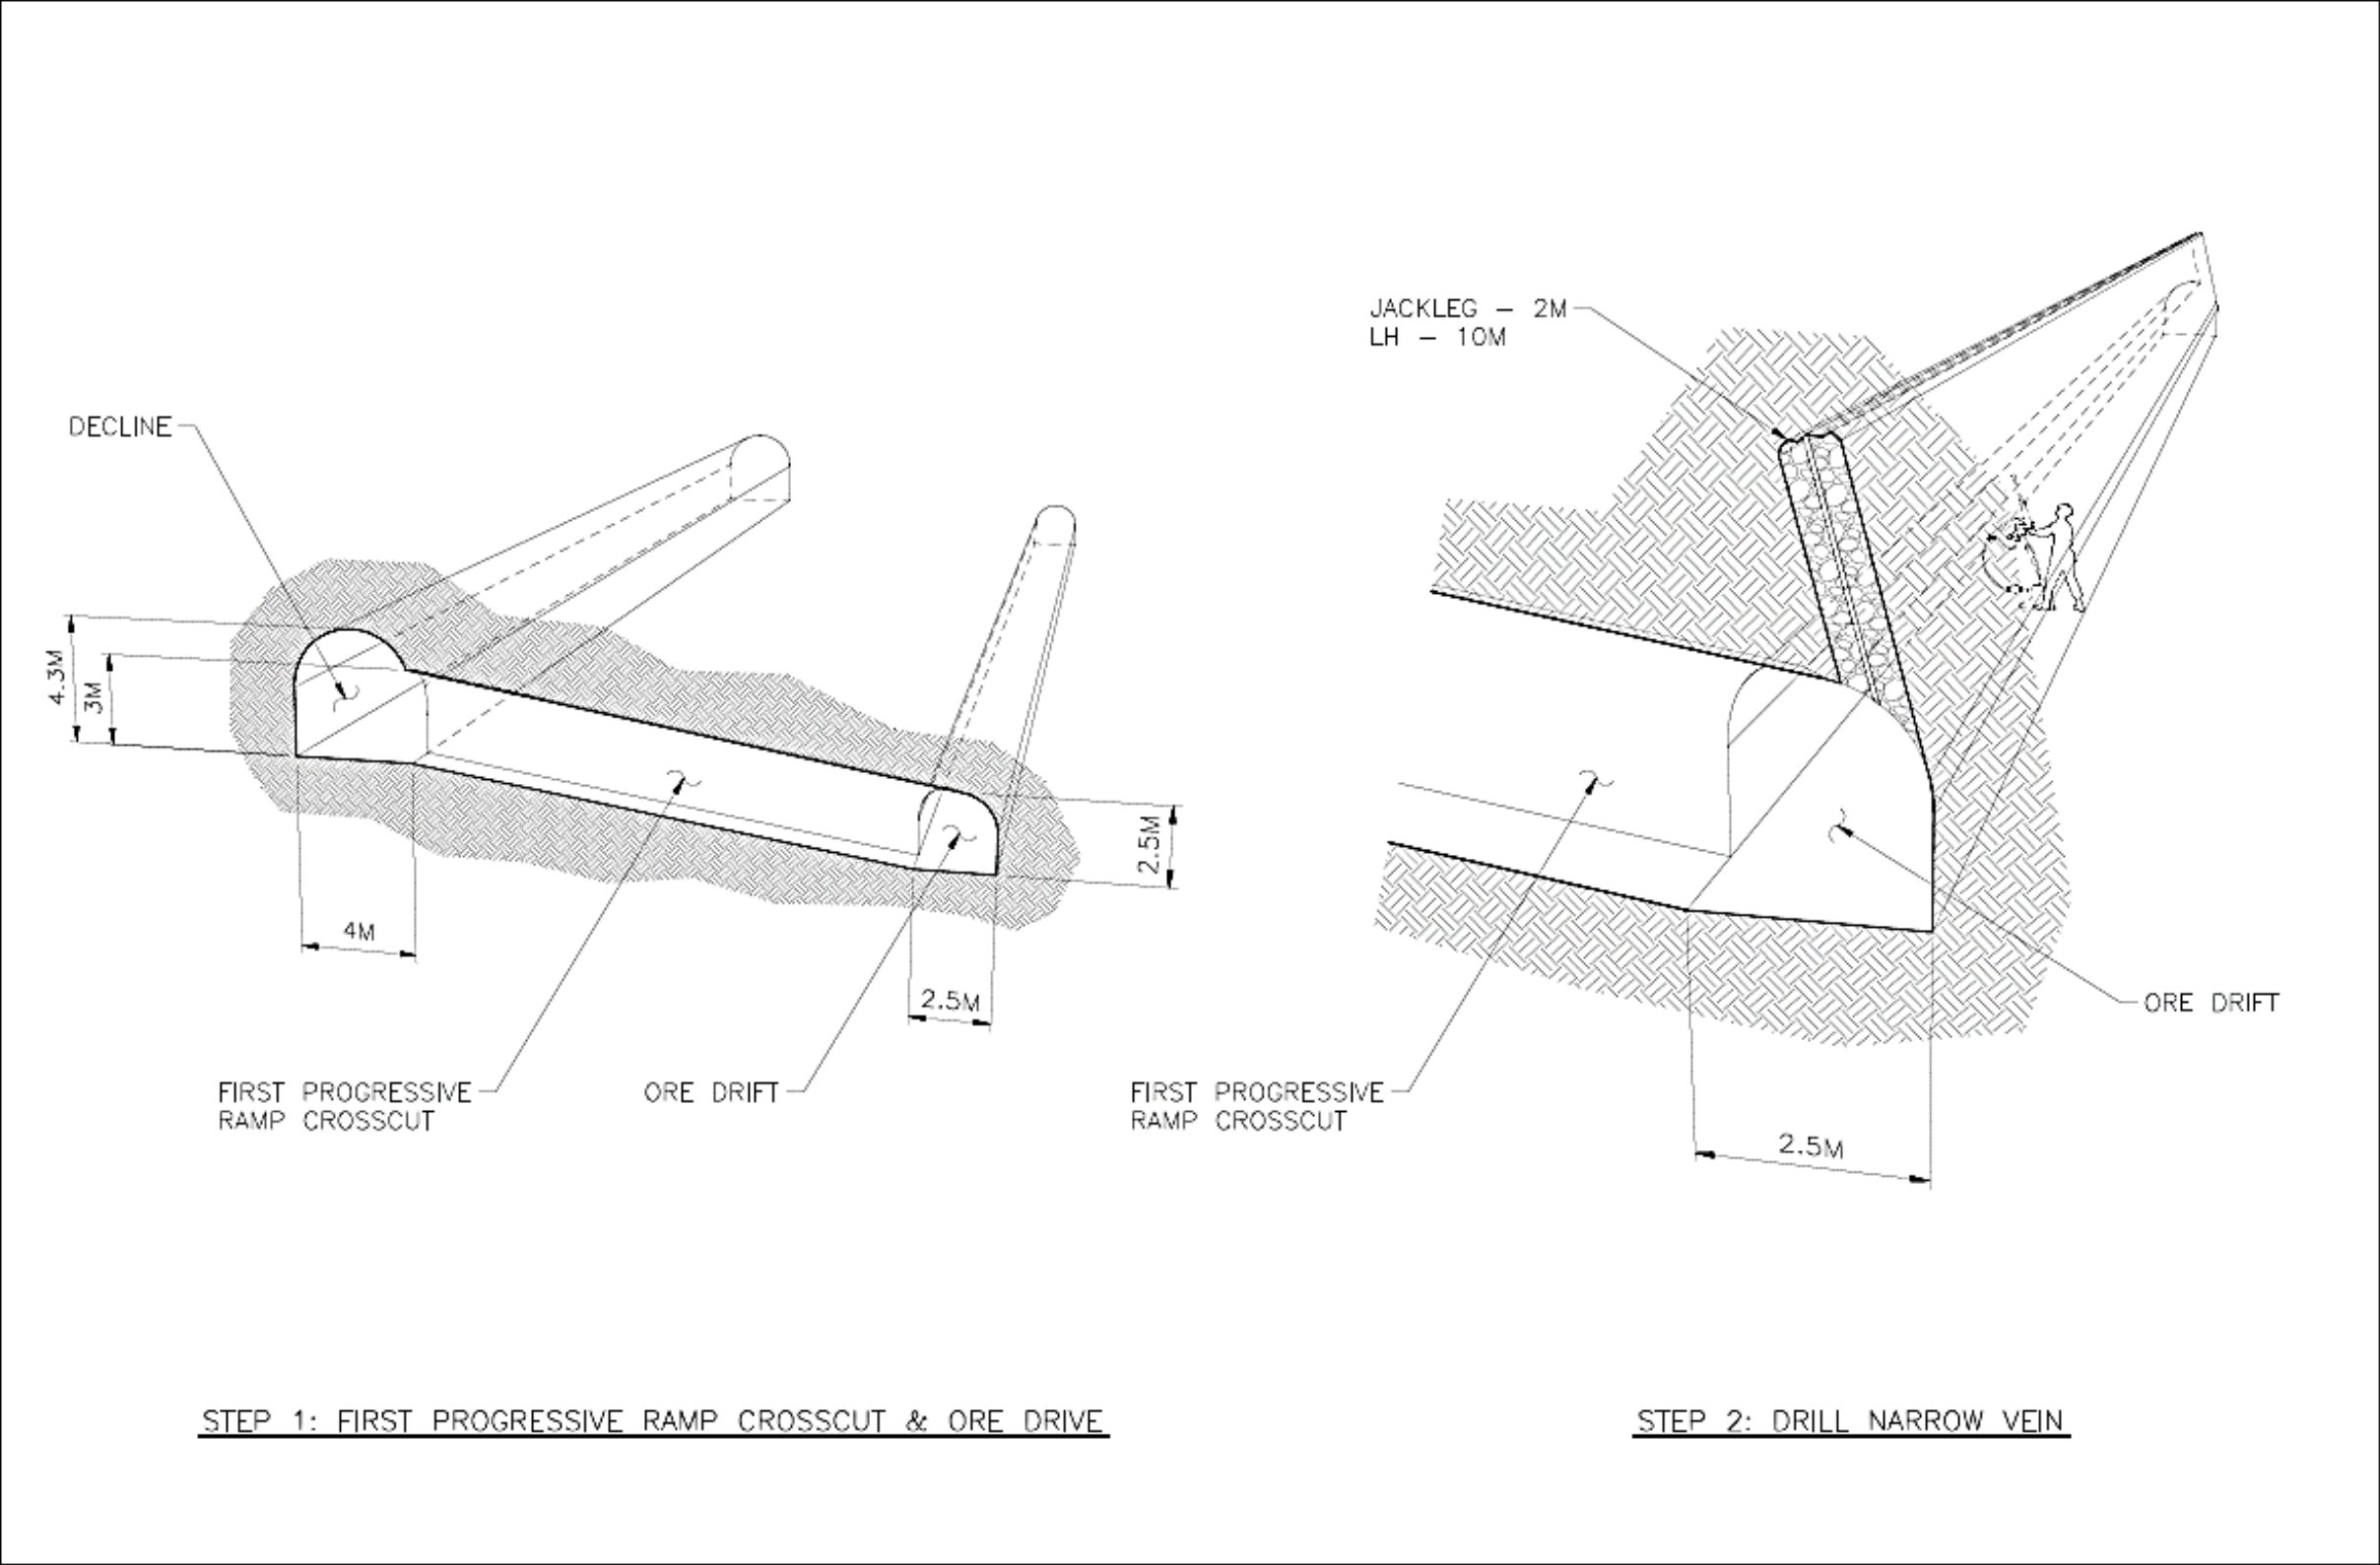 JACKLEG – 2M
LH – 10M
DECLINE
4.3M
3M
2.5M
4M
2.5M
ORE DRIFT
FIRST PROGRESSIVE
RAMP CROSSCUT
ORE DRIFT
FIRST PROGRESSIVE
RAMP CROSSCUT
2.5M
STEP 1: FIRST PROGRESSIVE RAMP CROSSCUT & ORE DRIVE
STEP 2: DRILL NARROW VEIN